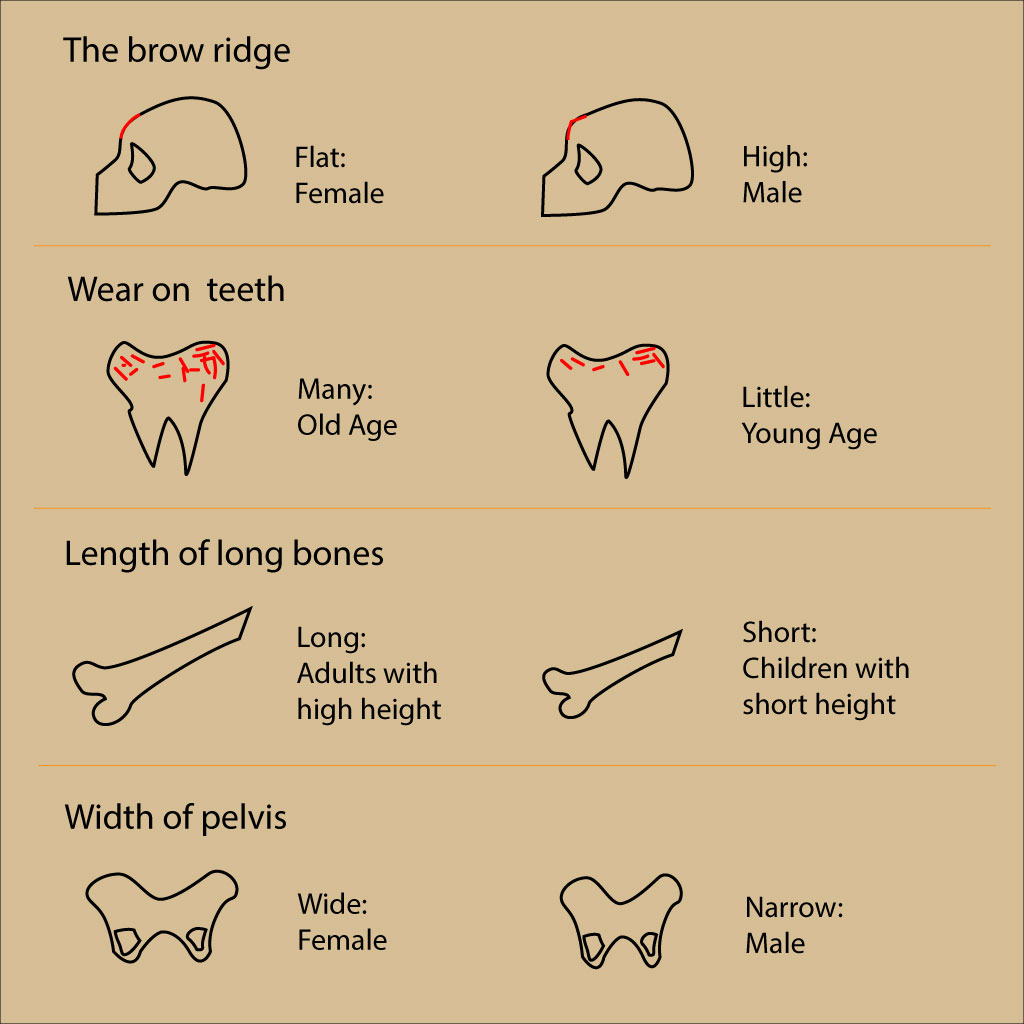 The brow ridge
Flat:
Female
High:
Male
Wear on  teeth
Many:
Old Age
Little:
Young Age
Length of long bones
Long:
Adults with
high height
Short:
Children with
short height
Width of pelvis
Wide:
Female
Narrow:
Male